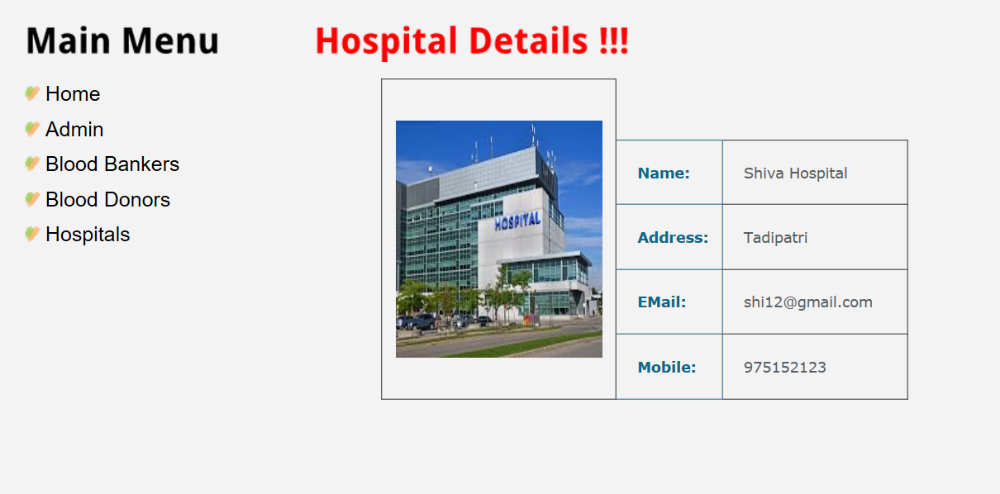 Main Menu
Home
Admin
Blood Bankers
Blood Donors
Hospitals
Hospital Details !!!
HOSPITAL
Name: Shiva Hospital
Address: Tadipatri
EMail: shi12@gmail.com
Mobile: 975152123